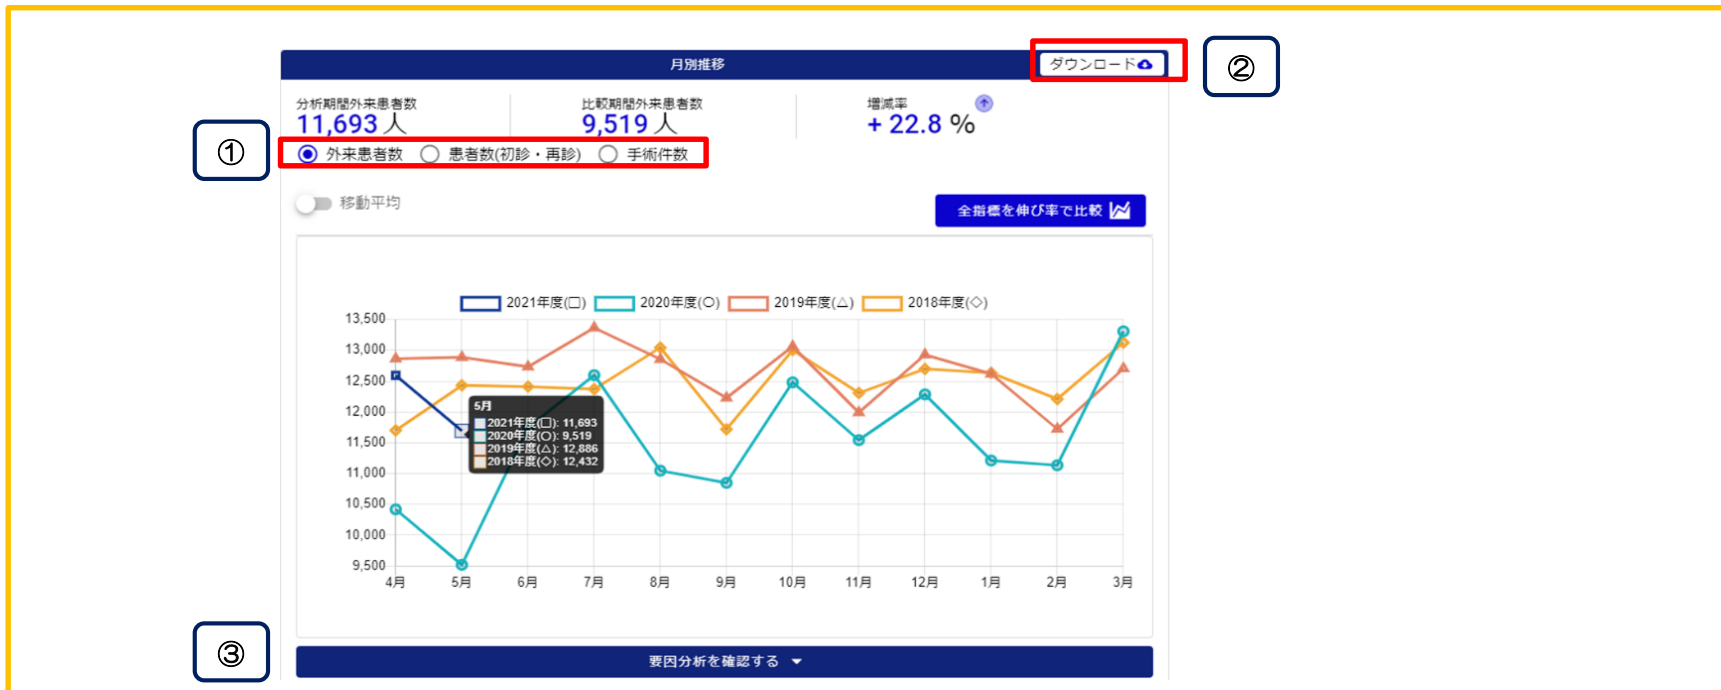 月別推移
ダウンロード
②
分析期間外来患者数
11,693 人
比較期間外来患者数
9,519 人
増減率
+ 22.8 %
①
外来患者数 患者数(初診・再診) 手術件数
移動平均
全指標を伸び率で比較
2021年度(□) 2020年度(○) 2019年度(△) 2018年度(◇)
13,500
13,000
12,500
12,000
11,500
11,000
10,500
10,000
9,500
5月
2021年度(□): 11,693
2020年度(○): 9,519
2019年度(△): 12,886
2018年度(◇): 12,432
4月 5月 6月 7月 8月 9月 10月 11月 12月 1月 2月 3月
③
要因分析を確認する